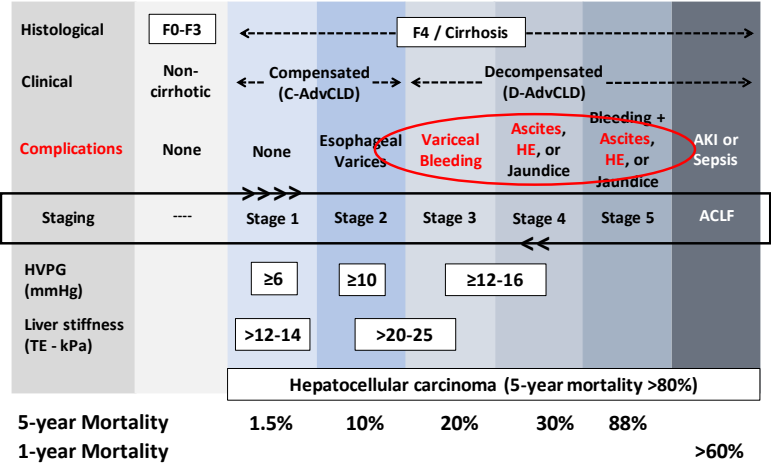 Histological F0-F3 F4 / Cirrhosis
Clinical Non-cirrhotic Compensated (C-AdvCLD) Decompensated (D-AdvCLD)
Complications None None Esophageal Varices Variceal Bleeding Ascites, HE, or Jaundice Bleeding + Ascites, HE, or Jaundice AKI or Sepsis
Staging ---- Stage 1 Stage 2 Stage 3 Stage 4 Stage 5 ACLF
HVPG (mmHg) ≥6 ≥10 ≥12-16
Liver stiffness (TE - kPa) >12-14 >20-25
Hepatocellular carcinoma (5-year mortality >80%)
5-year Mortality 1.5% 10% 20% 30% 88%
1-year Mortality >60%